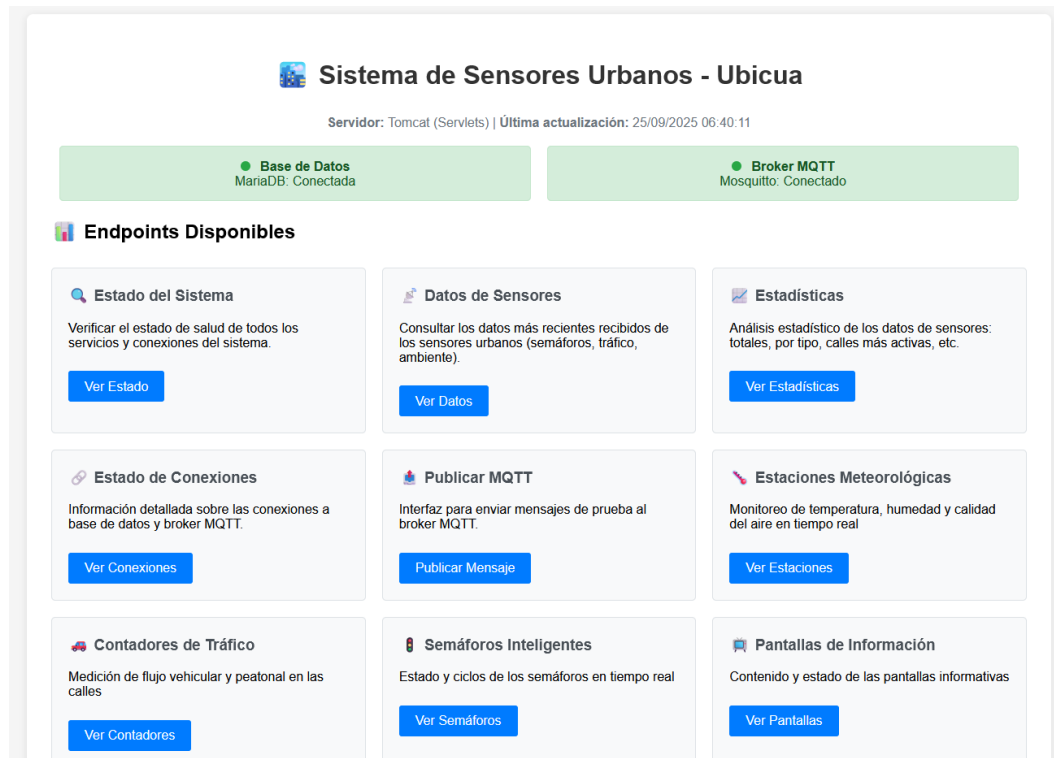 Sistema de Sensores Urbanos - Ubicua
Servidor: Tomcat (Servlets) | Última actualización: 25/09/2025 06:40:11
Base de Datos
MariaDB: Conectada
Broker MQTT
Mosquitto: Conectado
Endpoints Disponibles
Estado del Sistema
Verificar el estado de salud de todos los
servicios y conexiones del sistema.
Ver Estado
Datos de Sensores
Consultar los datos más recientes recibidos de
los sensores urbanos (semáforos, tráfico,
ambiente).
Ver Datos
Estadísticas
Análisis estadístico de los datos de sensores:
totales, por tipo, calles más activas, etc.
Ver Estadísticas
Estado de Conexiones
Información detallada sobre las conexiones a
base de datos y broker MQTT.
Ver Conexiones
Publicar MQTT
Interfaz para enviar mensajes de prueba al
broker MQTT.
Publicar Mensaje
Estaciones Meteorológicas
Monitoreo de temperatura, humedad y calidad
del aire en tiempo real
Ver Estaciones
Contadores de Tráfico
Medición de flujo vehicular y peatonal en las
calles
Ver Contadores
Semáforos Inteligentes
Estado y ciclos de los semáforos en tiempo real
Ver Semáforos
Pantallas de Información
Contenido y estado de las pantallas informativas
Ver Pantallas